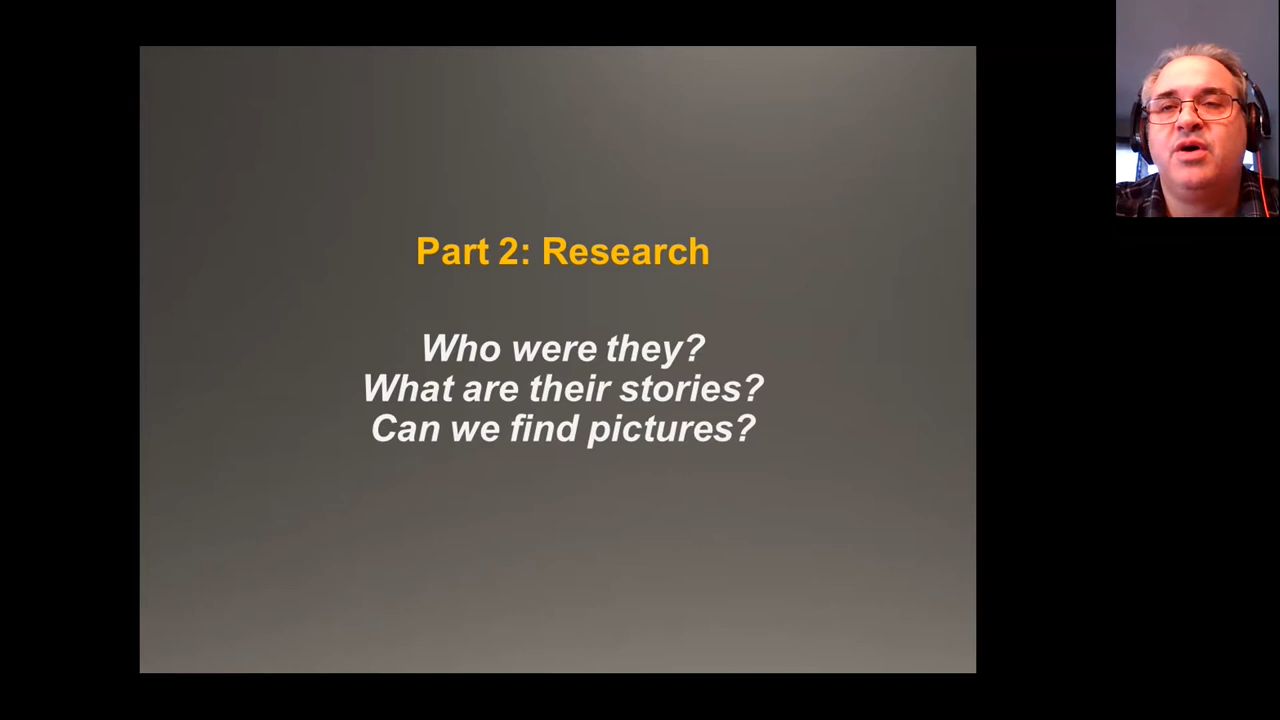 Part 2: Research
Who were they?
What are their stories?
Can we find pictures?